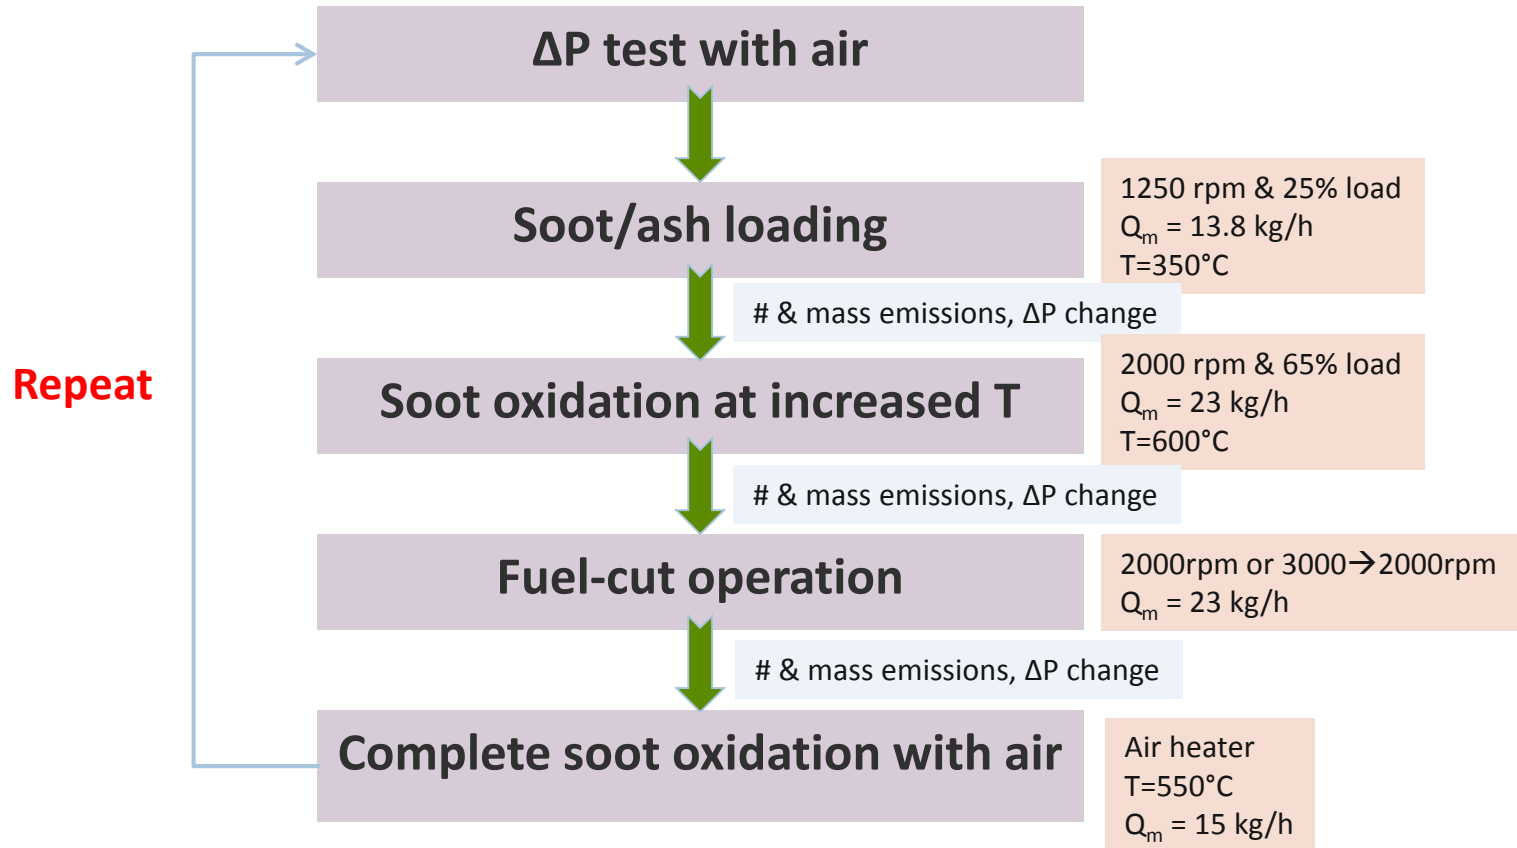 ΔP test with air
Soot/ash loading
1250 rpm & 25% load
Qm = 13.8 kg/h
T=350°C
# & mass emissions, ΔP change
Repeat
Soot oxidation at increased T
2000 rpm & 65% load
Qm = 23 kg/h
T=600°C
# & mass emissions, ΔP change
Fuel-cut operation
2000rpm or 3000→2000rpm
Qm = 23 kg/h
# & mass emissions, ΔP change
Complete soot oxidation with air
Air heater
T=550°C
Qm = 15 kg/h